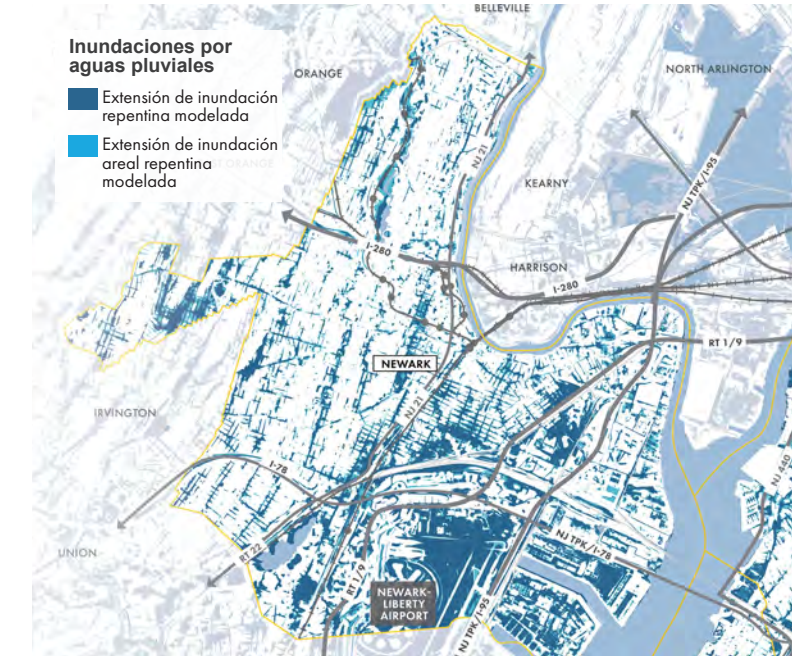 BELLEVILLE
Inundaciones por
aguas pluviales
Extensión de inundación
repentina modelada
Extensión de inundación
areal repentina
modelada
ORANGE
NORTH ARLINGTON
ORANGE
NJ 21
KEARNY
NJ TPK/I-95
I-280
HARRISON
I-280
RT 1/9
NEWARK
NJ 21
IRVINGTON
I-78
NJ 440
UNION
RT 22
NJ TPK/I-78
RT 1/9
NEWARK-
LIBERTY
AIRPORT
NJ TPK/I-95